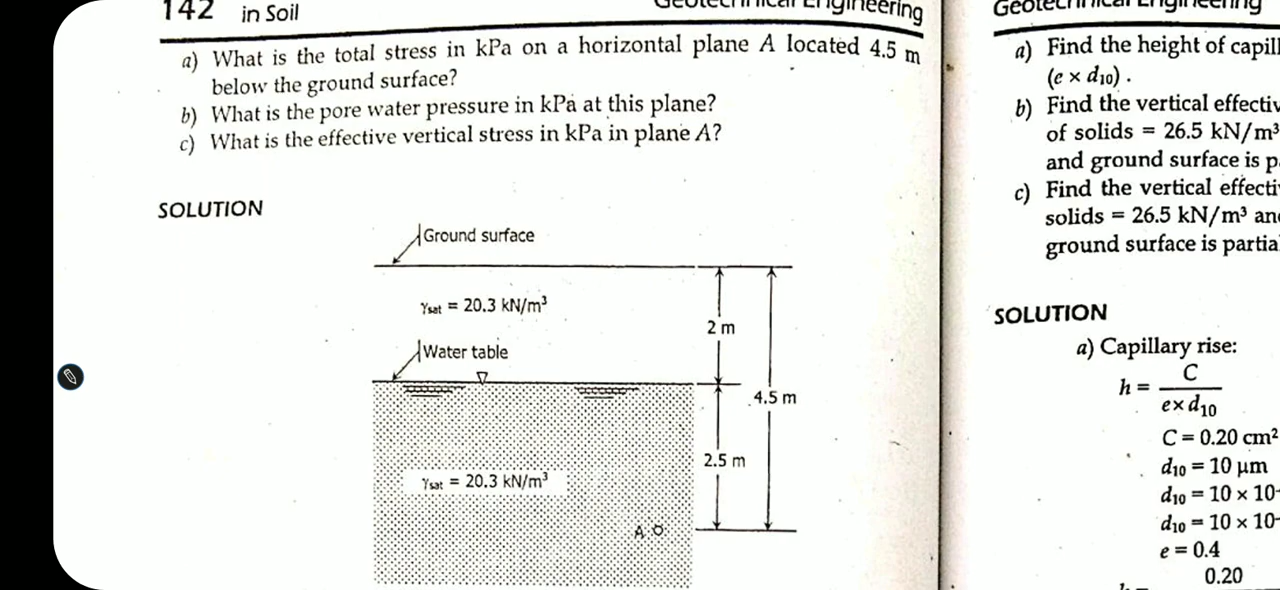 142 in Soil
Geotechnical Engineering
a) What is the total stress in kPa on a horizontal plane A located 4.5 m
below the ground surface?
b) What is the pore water pressure in kPa at this plane?
c) What is the effective vertical stress in kPa in plane A?
SOLUTION
Ground surface
γsat = 20.3 kN/m³
2 m
Water table
4.5 m
2.5 m
γsat = 20.3 kN/m³
A
Geotechnical Engineering
a) Find the height of capill
(e × d10) .
b) Find the vertical effectiv
of solids = 26.5 kN/m³
and ground surface is p
c) Find the vertical effecti
solids = 26.5 kN/m³ an
ground surface is partia
SOLUTION
a) Capillary rise:
h = C
e× d10
C = 0.20 cm²
d10 = 10 μm
d10 = 10 × 10-
d10 = 10 × 10-
e = 0.4
0.20